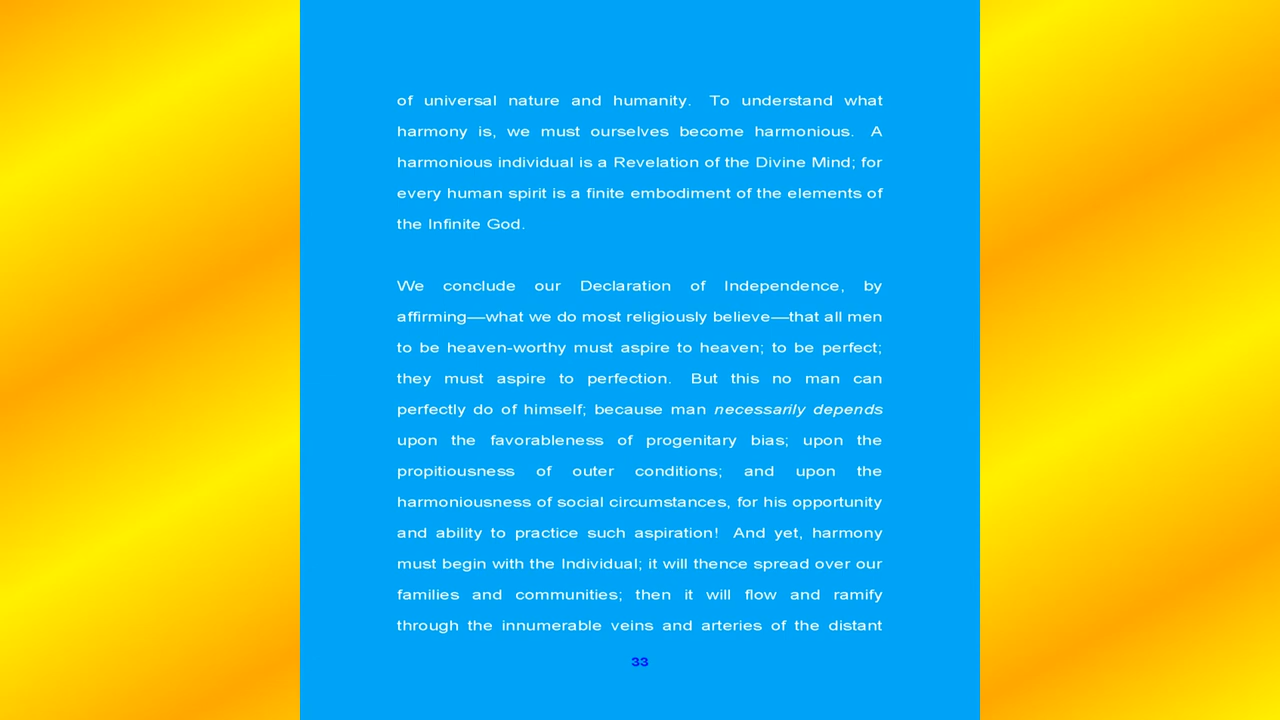 of universal nature and humanity. To understand what
harmony is, we must ourselves become harmonious. A
harmonious individual is a Revelation of the Divine Mind; for
every human spirit is a finite embodiment of the elements of
the Infinite God.
We conclude our Declaration of Independence, by
affirming—what we do most religiously believe—that all men
to be heaven-worthy must aspire to heaven; to be perfect;
they must aspire to perfection. But this no man can
perfectly do of himself; because man necessarily depends
upon the favorableness of progenitary bias; upon the
propitiousness of outer conditions; and upon the
harmoniousness of social circumstances, for his opportunity
and ability to practice such aspiration! And yet, harmony
must begin with the Individual; it will thence spread over our
families and communities; then it will flow and ramify
through the innumerable veins and arteries of the distant
33